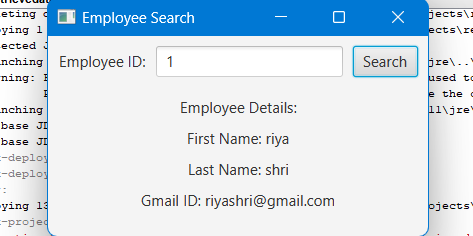 Employee Search
Employee ID: 1 Search
Employee Details:
First Name: riya
Last Name: shri
Gmail ID: riyashri@gmail.com